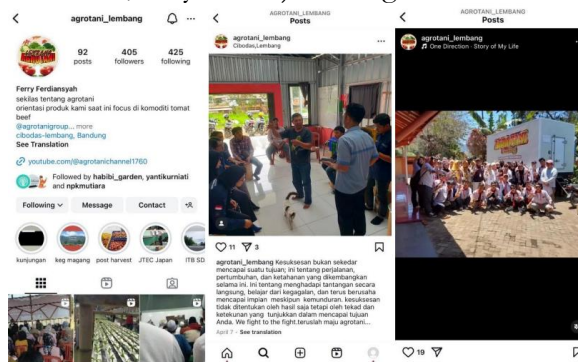 agrotani_lembang
92
posts
405
followers
425
following
Ferry Ferdiansyah
sekilas tentang agrotani
orientasi produk kami saat ini focus di komoditi tomat
beef
@agrotanigroup... more
cibodas-lembang, Bandung
See Translation
youtube.com/@agrotanichannel1760
Followed by habibi_garden, yantikurniati
and npkmutiara
Following
Message
Contact
kunjungan
keg magang
post harvest
JTEC Japan
ITB SD
AGROTANI_LEMBANG
Posts
agrotani_lembang
Cibodas,Lembang
11
3
agrotani_lembang Kesuksesan bukan sekedar
mencapai suatu tujuan; ini tentang perjalanan,
pertumbuhan, dan ketahanan yang dikembangkan
selama ini. Ini tentang menghadapi tantangan secara
langsung, belajar dari kegagalan, dan terus berusaha
mencapai impian meskipun kemunduran. kesuksesan
tidak ditentukan oleh hasil saja tetapi oleh tekad dan
ketekunan yang tunjukkan dalam mencapai tujuan
Anda. We fight to the fight.teruslah maju agrotani...
April 7 · See translation
AGROTANI_LEMBANG
Posts
agrotani_lembang
One Direction · Story of My Life
19